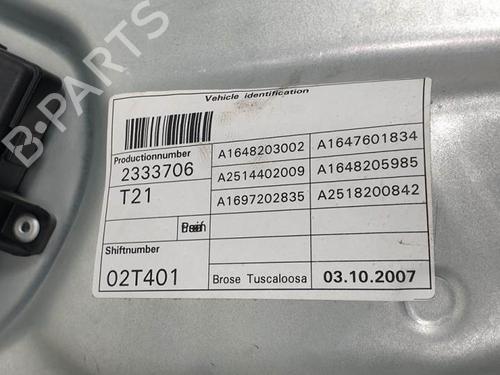 B-PARTS
Vehicle identification
Productionnumber
2333706
T21
Shiftnumber
02T401
A1648203002 A1647601834
A2514402009 A1648205985
A1697202835 A2518200842
Brose Tuscaloosa 03.10.2007